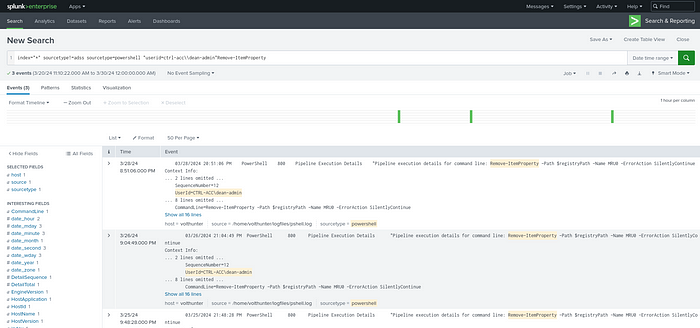 splunk>enterprise Apps Messages Settings Activity Help Find
Search Analytics Datasets Reports Alerts Dashboards Search & Reporting
New Search Save As Create Table View Close
1 index="*" sourcetype!=adss sourcetype=powershell "userid=ctrl-acc\\dean-admin"Remove-ItemProperty Date time range
3 events (3/20/24 11:10:22.000 AM to 3/30/24 12:00:00.000 AM) No Event Sampling Job Smart Mode
Events (3) Patterns Statistics Visualization
Format Timeline – Zoom Out + Zoom to Selection × Deselect 1 hour per column
List Format 50 Per Page
< Hide Fields All Fields i Time Event
SELECTED FIELDS
a host 1
a source 1
a sourcetype 1
INTERESTING FIELDS
a CommandLine 1
# date_hour 2
# date_mday 3
# date_minute 3
a date_month 1
# date_second 3
a date_wday 3
# date_year 1
a date_zone 1
# DetailSequence 1
# DetailTotal 1
# EngineVersion 1
a HostApplication 1
a HostId 3
a HostName 1
# HostVersion 1
3/28/24
8:51:06.000 PM
03/28/2024 20:51:06 PM PowerShell 800 Pipeline Execution Details "Pipeline execution details for command line: Remove-ItemProperty -Path $registryPath -Name MRU0 -ErrorAction SilentlyContinue
Context Info:
... 2 lines omitted ...
SequenceNumber=12
UserId=CTRL-ACC\dean-admin
... 8 lines omitted ...
CommandLine=Remove-ItemProperty -Path $registryPath -Name MRU0 -ErrorAction SilentlyContinue
Show all 16 lines
host = volthunter source = /home/volthunter/logfiles/pshell.log sourcetype = powershell
3/26/24
9:04:49.000 PM
03/26/2024 21:04:49 PM PowerShell 800 Pipeline Execution Details "Pipeline execution details for command line: Remove-ItemProperty -Path $registryPath -Name MRU0 -ErrorAction SilentlyCo
ntinue
Context Info:
... 2 lines omitted ...
SequenceNumber=12
UserId=CTRL-ACC\dean-admin
... 8 lines omitted ...
CommandLine=Remove-ItemProperty -Path $registryPath -Name MRU0 -ErrorAction SilentlyContinue
Show all 16 lines
host = volthunter source = /home/volthunter/logfiles/pshell.log sourcetype = powershell
3/25/24
9:48:28.000 PM
03/25/2024 21:48:28 PM PowerShell 800 Pipeline Execution Details "Pipeline execution details for command line: Remove-ItemProperty -Path $registryPath -Name MRU0 -ErrorAction SilentlyCo
ntinue